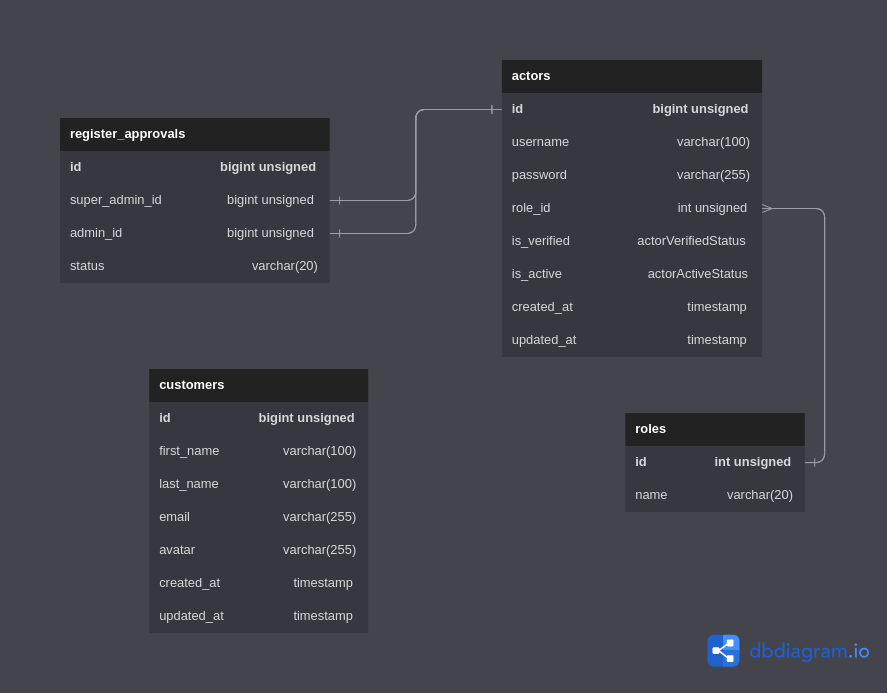 register_approvals
id bigint unsigned
super_admin_id bigint unsigned
admin_id bigint unsigned
status varchar(20)
actors
id bigint unsigned
username varchar(100)
password varchar(255)
role_id int unsigned
is_verified actorVerifiedStatus
is_active actorActiveStatus
created_at timestamp
updated_at timestamp
customers
id bigint unsigned
first_name varchar(100)
last_name varchar(100)
email varchar(255)
avatar varchar(255)
created_at timestamp
updated_at timestamp
roles
id int unsigned
name varchar(20)
dbdiagram.io